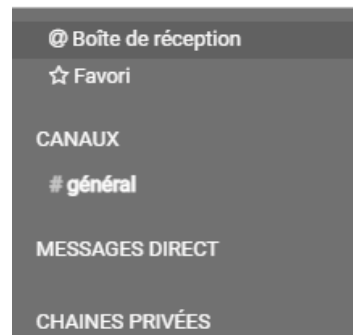 @ Boîte de réception
☆ Favori
CANAUX
# général
MESSAGES DIRECT
CHAINES PRIVÉES